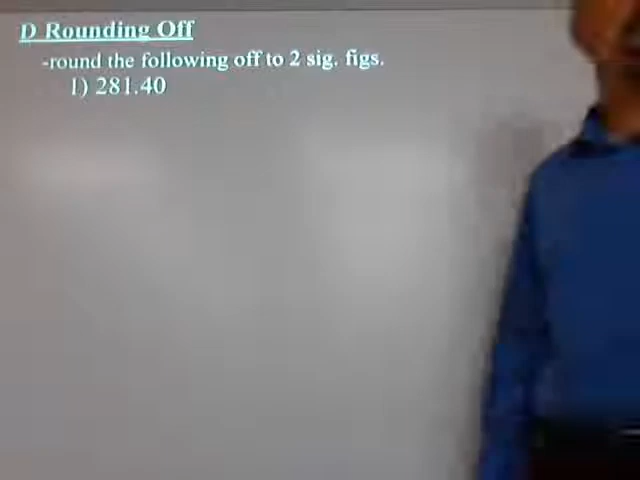 D Rounding Off
-round the following off to 2 sig. figs.
1) 281.40